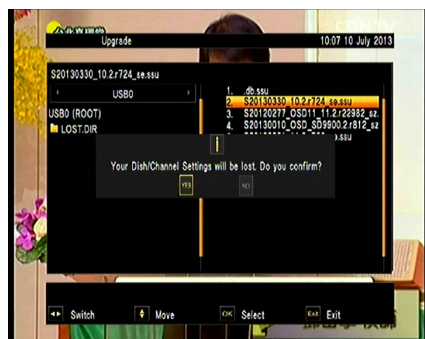 Upgrade
10:07 10 July 2013
S20130330_10.2.r724_se.ssu
USB0
USB0 (ROOT)
LOST.DIR
1. .db.ssu
2. S20130330_10.2.r724_se.ssu
3. S20120277_OSD11_11.2.r22982_sz.
4. S20130010_OSD_SD9900.2.r812_sz
Your Dish/Channel Settings will be lost. Do you confirm?
YES
NO
Switch
Move
OK Select
Exit Exit